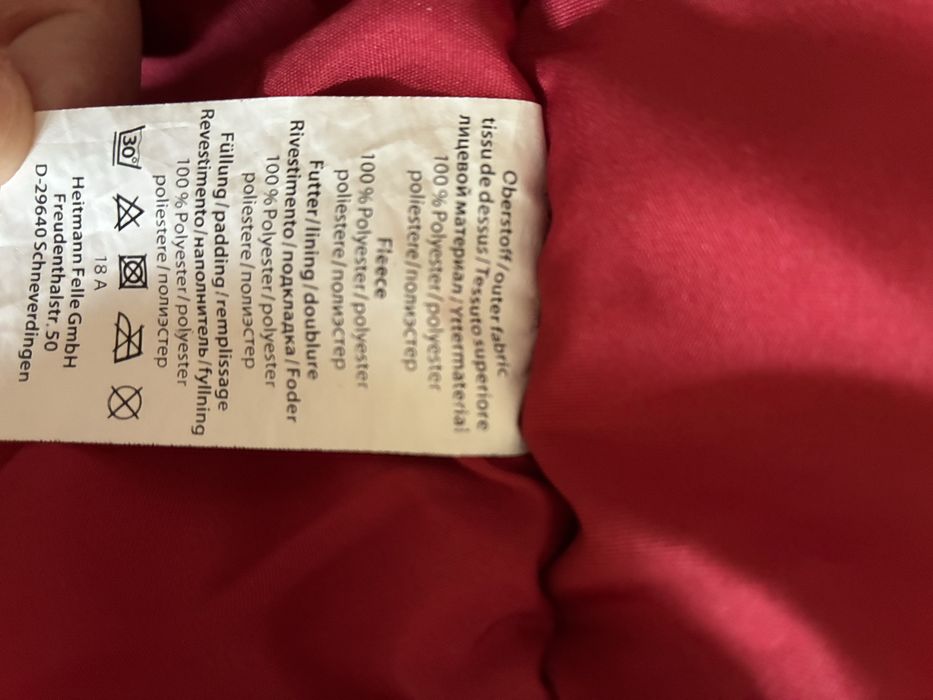 Oberstoff/outer fabric
tissu de dessus/Tessuto superiore
лицевой материал/Yttermaterial
100 % Polyester/polyester
poliestere/полиэстер
Fleece
100 % Polyester/polyester
poliestere/полиэстер
Futter/lining/doublure
Rivestimento/подкладка/Foder
100 % Polyester/polyester
poliestere/полиэстер
Füllung/padding/remplissage
Revestimento/наполнитель/fyllning
100 % Polyester/polyester
poliestere/полиэстер
30°
18 A
Heitmann Felle GmbH
Freudenthalstr. 50
D-29640 Schneverdingen